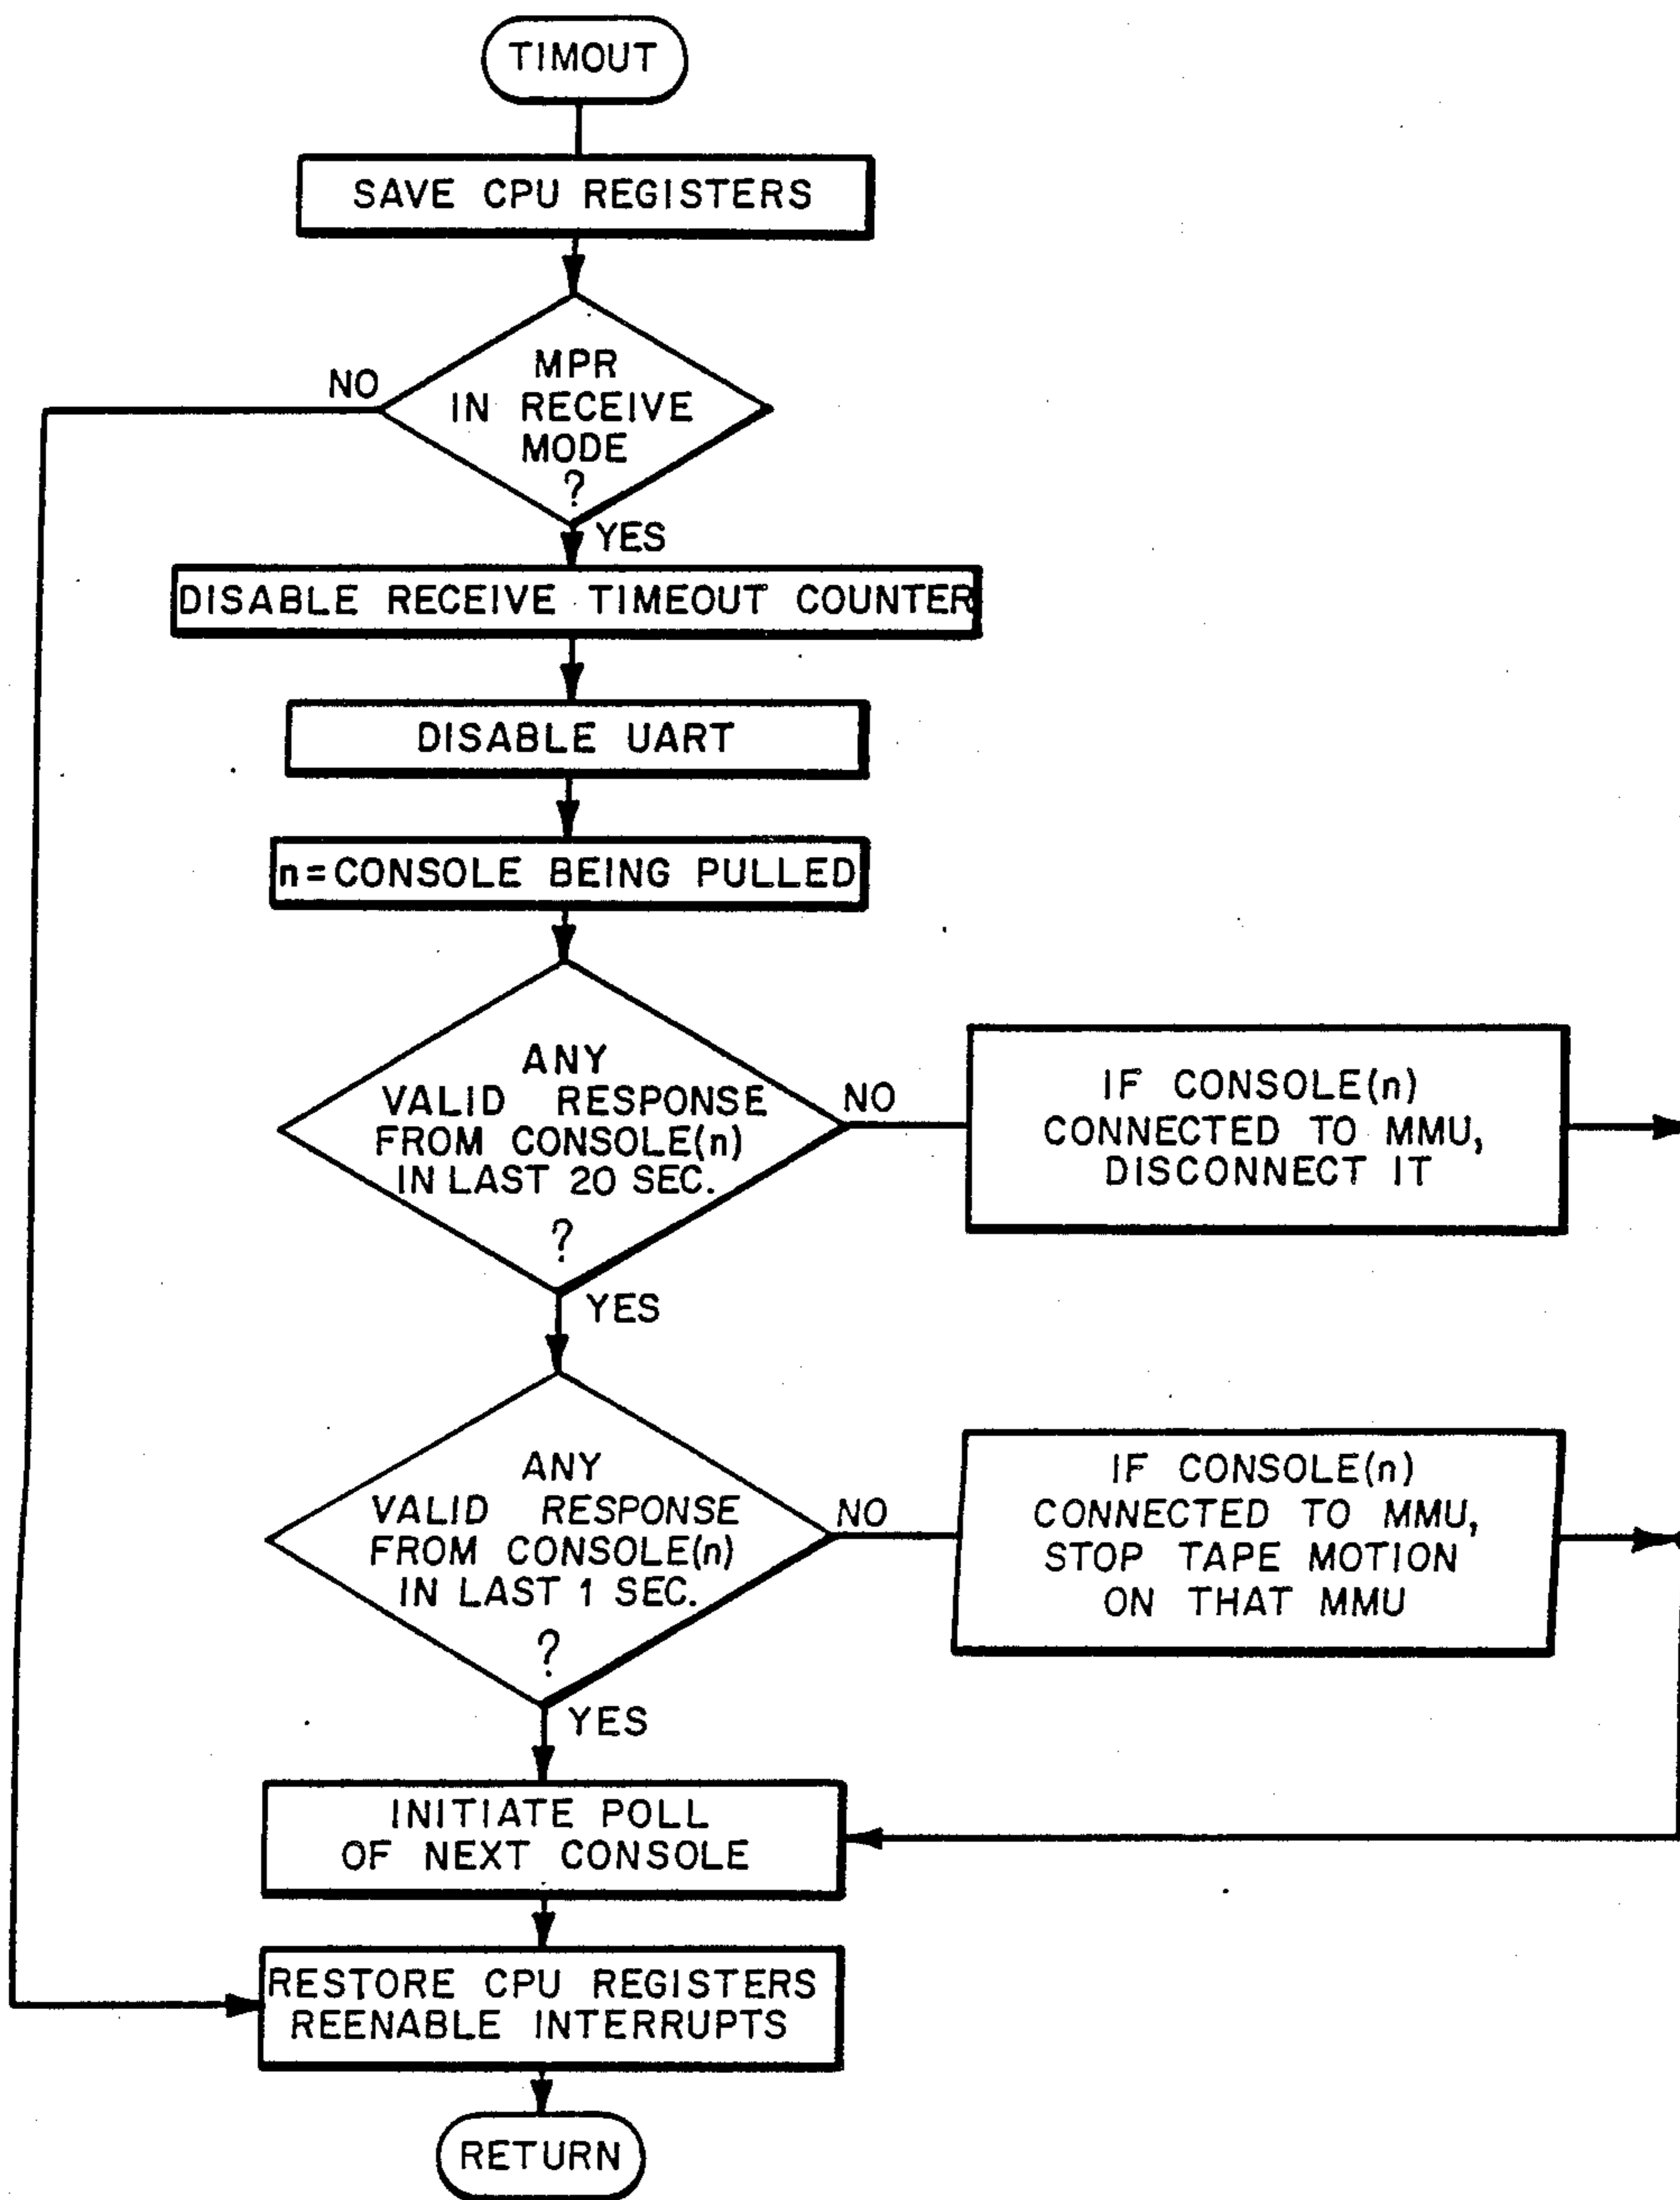 TIMOUT
SAVE CPU REGISTERS
MPR
IN RECEIVE
MODE
?
NO
YES
DISABLE RECEIVE TIMEOUT COUNTER
DISABLE UART
n=CONSOLE BEING PULLED
ANY
VALID RESPONSE
FROM CONSOLE(n)
IN LAST 20 SEC.
?
NO
IF CONSOLE(n)
CONNECTED TO MMU,
DISCONNECT IT
YES
ANY
VALID RESPONSE
FROM CONSOLE(n)
IN LAST 1 SEC.
?
NO
IF CONSOLE(n)
CONNECTED TO MMU,
STOP TAPE MOTION
ON THAT MMU
YES
INITIATE POLL
OF NEXT CONSOLE
RESTORE CPU REGISTERS
REENABLE INTERRUPTS
RETURN